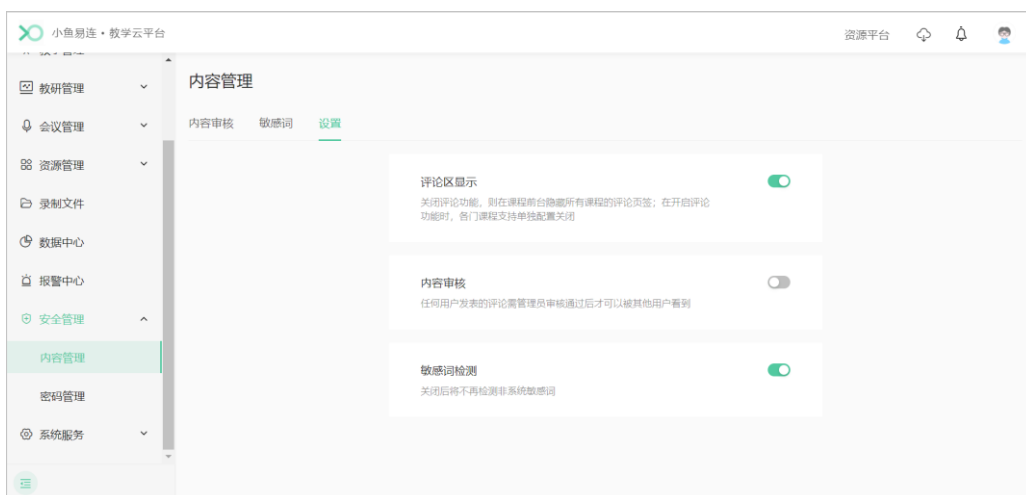 小鱼易连·教学云平台
资源平台
教学管理
教研管理
会议管理
资源管理
录制文件
数据中心
报警中心
安全管理
内容管理
密码管理
系统服务
内容管理
内容审核 敏感词 设置
评论区显示
关闭评论功能，则在课程前台隐藏所有课程的评论页签；在开启评论
功能时，各门课程支持单独配置关闭
内容审核
任何用户发表的评论需管理员审核通过后才可以被其他用户看到
敏感词检测
关闭后将不再检测非系统敏感词